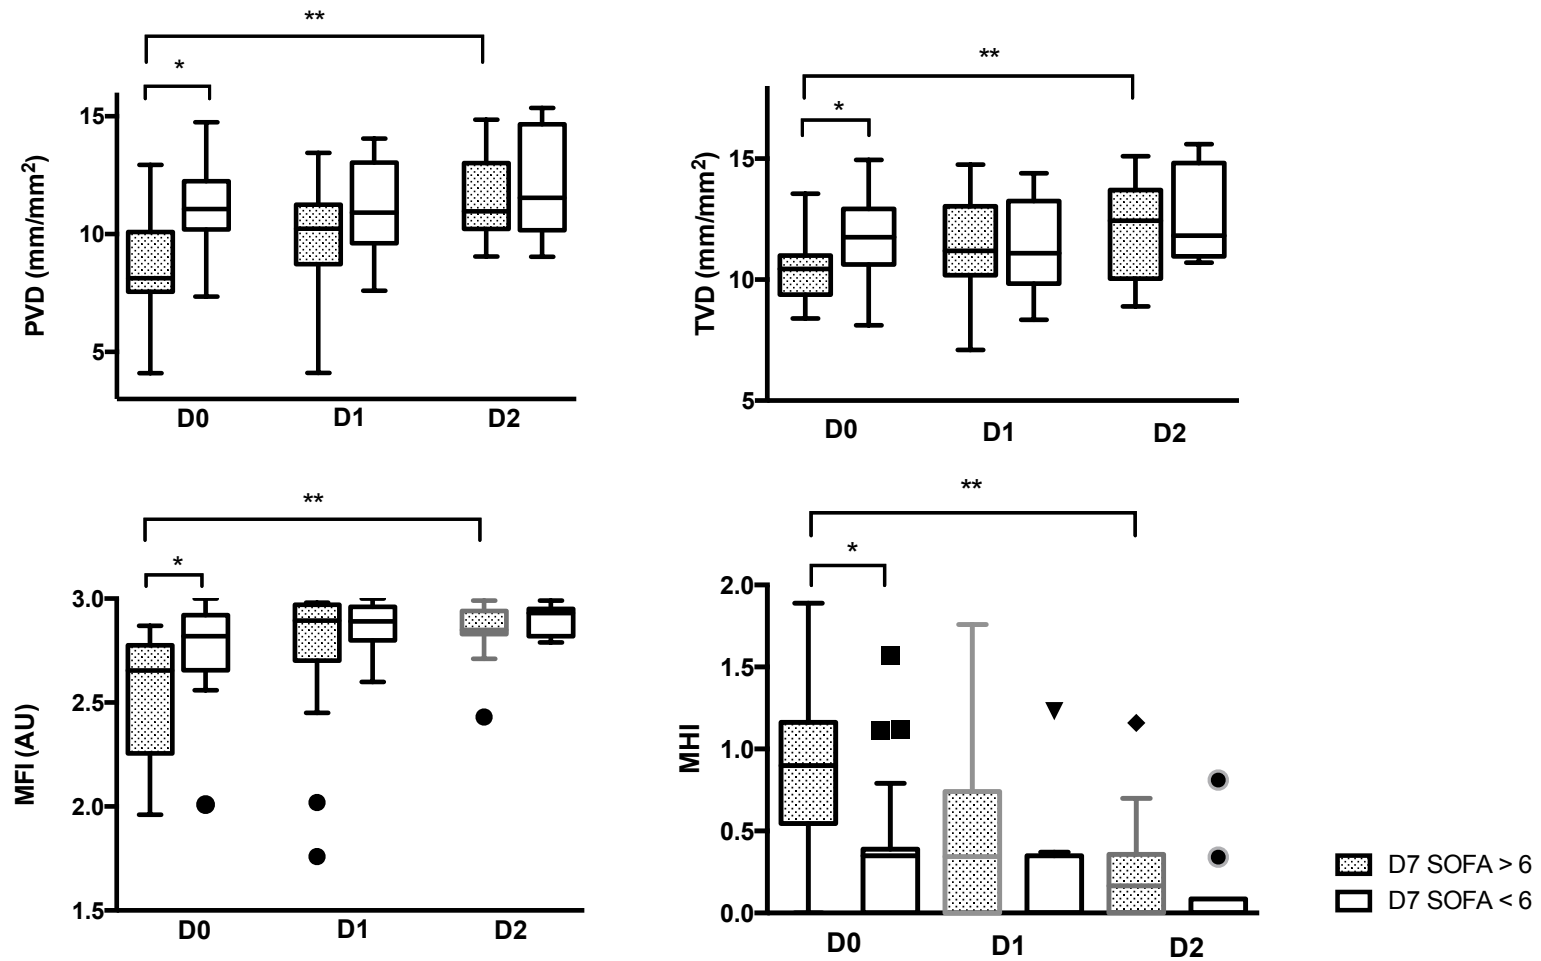 **
*
15
10
5
PVD (mm/mm²)
D0 D1 D2
**
*
15
10
5
TVD (mm/mm²)
D0 D1 D2
**
*
3.0
2.5
2.0
1.5
MFI (AU)
D0 D1 D2
**
*
2.0
1.5
1.0
0.5
0.0
MHI
D0 D1 D2
D7 SOFA > 6
D7 SOFA < 6